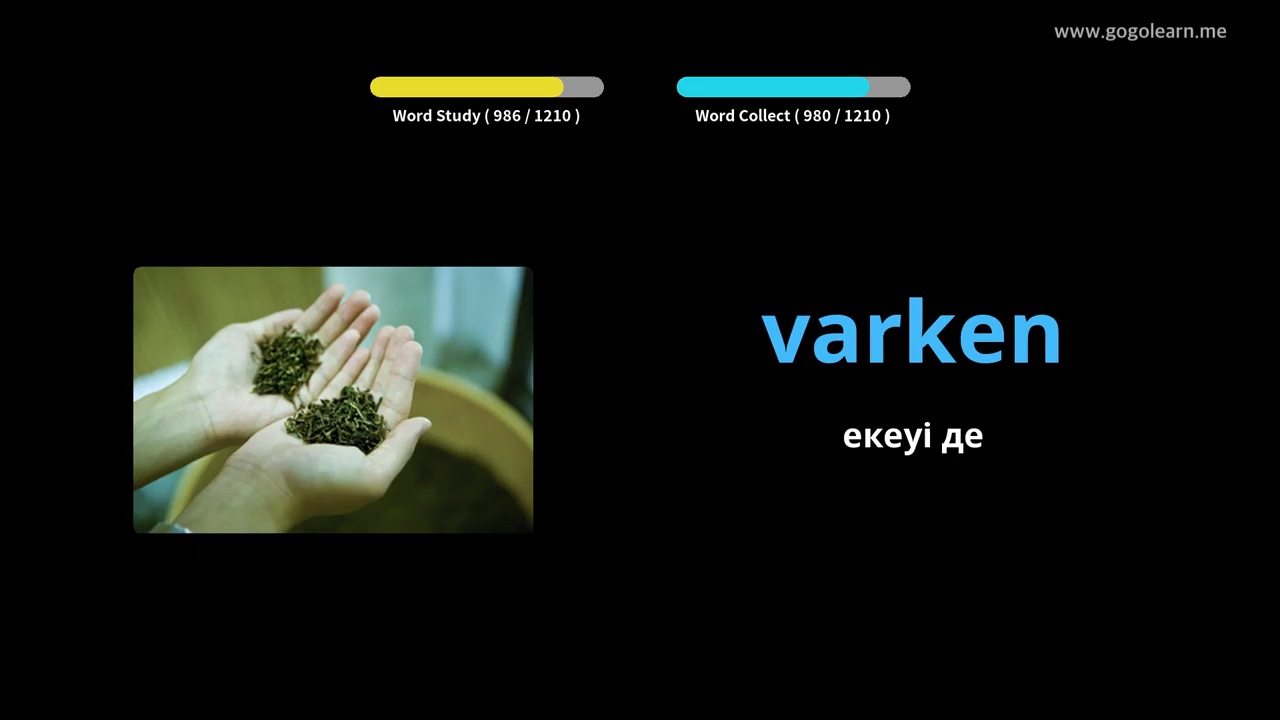 www.gogolearn.me
Word Study ( 986 / 1210 )
Word Collect ( 980 / 1210 )
varken
екеуі де